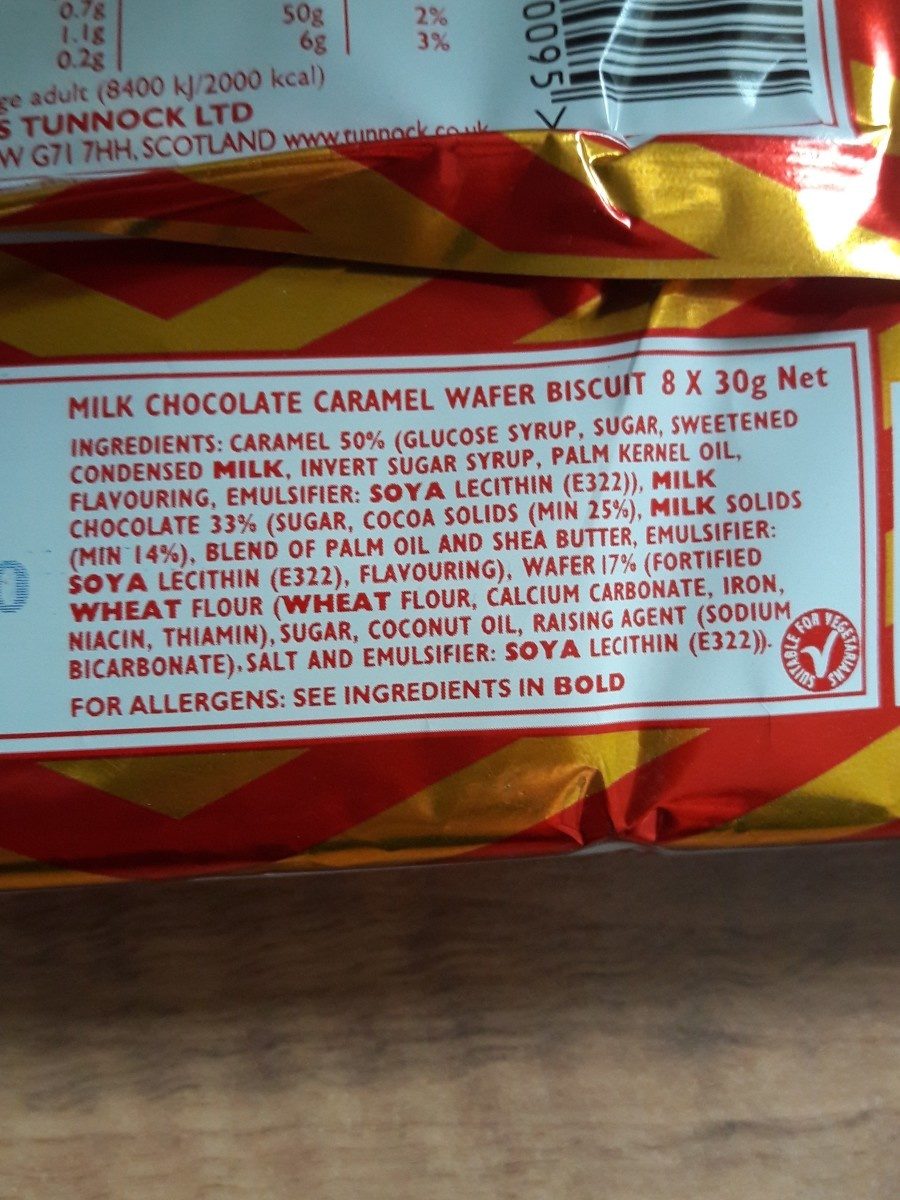 0.7g 50g 2%
1.1g 6g 3%
0.2g
ge adult (8400 kJ/2000 kcal)
S TUNNOCK LTD
W G71 7HH, SCOTLAND www.tunnock.co.uk
0095 >
MILK CHOCOLATE CARAMEL WAFER BISCUIT 8 X 30g Net
INGREDIENTS: CARAMEL 50% (GLUCOSE SYRUP, SUGAR, SWEETENED
CONDENSED MILK, INVERT SUGAR SYRUP, PALM KERNEL OIL,
FLAVOURING, EMULSIFIER: SOYA LECITHIN (E322)), MILK
CHOCOLATE 33% (SUGAR, COCOA SOLIDS (MIN 25%), MILK SOLIDS
(MIN 14%), BLEND OF PALM OIL AND SHEA BUTTER, EMULSIFIER:
SOYA LECITHIN (E322), FLAVOURING), WAFER 17% (FORTIFIED
WHEAT FLOUR (WHEAT FLOUR, CALCIUM CARBONATE, IRON,
NIACIN, THIAMIN), SUGAR, COCONUT OIL, RAISING AGENT (SODIUM
BICARBONATE), SALT AND EMULSIFIER: SOYA LECITHIN (E322)).
SUITABLE FOR VEGETARIANS
FOR ALLERGENS: SEE INGREDIENTS IN BOLD